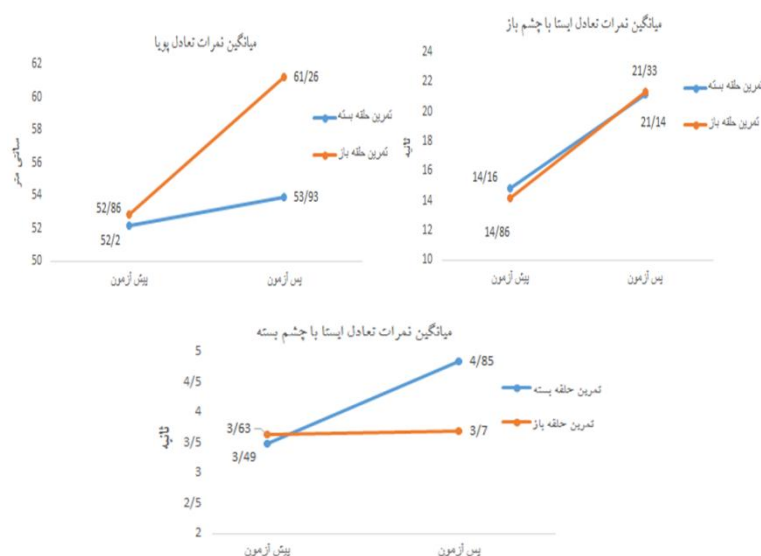 میانگین نمرات تعادل پویا
62
60
58
56
54
52
50
سانتی متر
61/26
52/86
52/2
53/93
تمرین حلقه بسته
تمرین حلقه باز
پیش آزمون
پس آزمون
میانگین نمرات تعادل ایستا با چشم باز
24
22
20
18
16
14
12
10
ثانیه
21/33
21/14
14/16
14/86
تمرین حلقه بسته
تمرین حلقه باز
پیش آزمون
پس آزمون
میانگین نمرات تعادل ایستا با چشم بسته
5
4/5
4
3/5
3
2/5
2
ثانیه
4/85
3/63
3/49
3/7
تمرین حلقه بسته
تمرین حلقه باز
پیش آزمون
پس آزمون